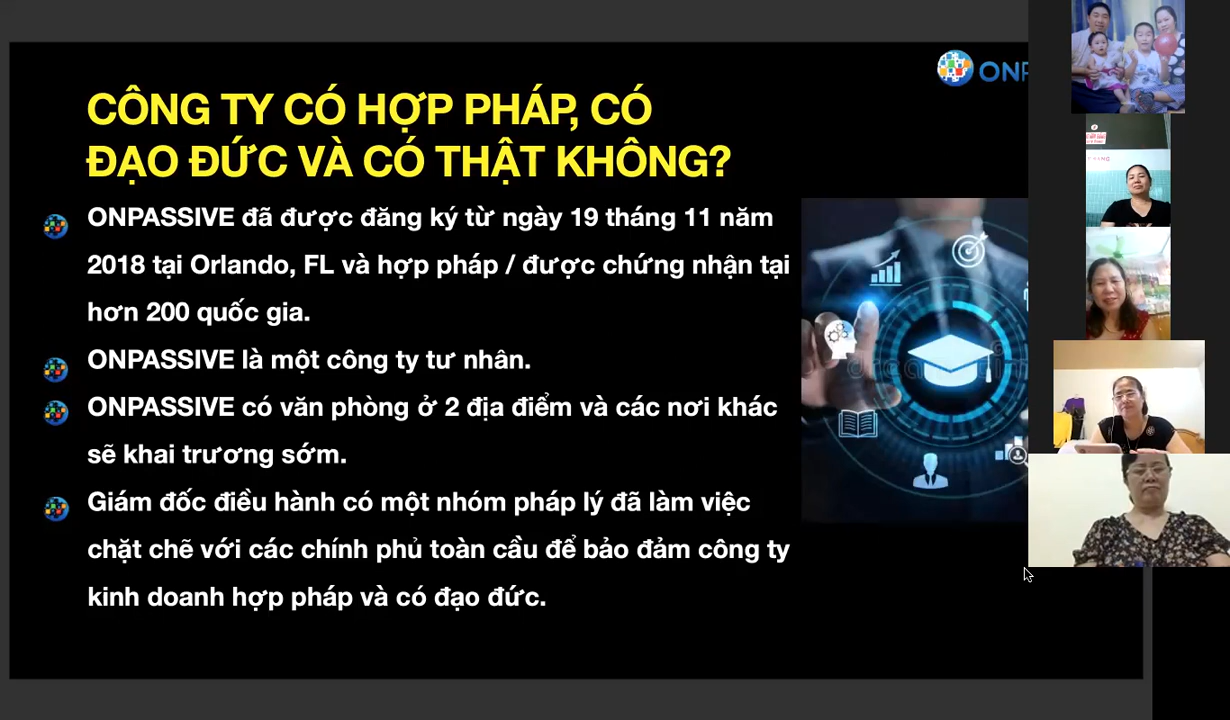 ONP
CÔNG TY CÓ HỢP PHÁP, CÓ
ĐẠO ĐỨC VÀ CÓ THẬT KHÔNG?
ONPASSIVE đã được đăng ký từ ngày 19 tháng 11 năm
2018 tại Orlando, FL và hợp pháp / được chứng nhận tại
hơn 200 quốc gia.
ONPASSIVE là một công ty tư nhân.
ONPASSIVE có văn phòng ở 2 địa điểm và các nơi khác
sẽ khai trương sớm.
Giám đốc điều hành có một nhóm pháp lý đã làm việc
chặt chẽ với các chính phủ toàn cầu để bảo đảm công ty
kinh doanh hợp pháp và có đạo đức.